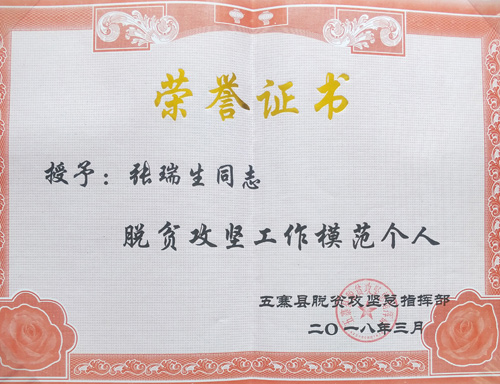 荣誉证书
授予：张瑞生同志
脱贫攻坚工作模范个人
五寨县脱贫攻坚总指挥部
二〇一八年三月